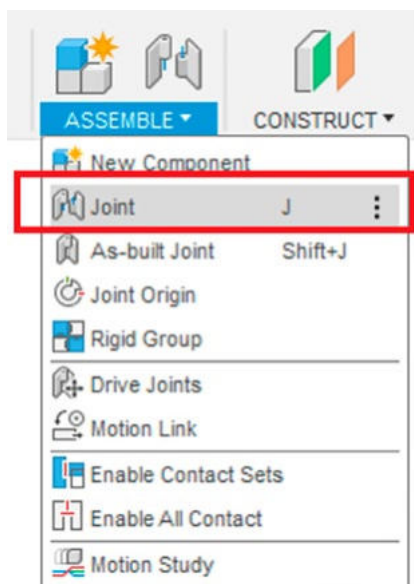 ASSEMBLE CONSTRUCT
New Component
Joint J
As-built Joint Shift+J
Joint Origin
Rigid Group
Drive Joints
Motion Link
Enable Contact Sets
Enable All Contact
Motion Study